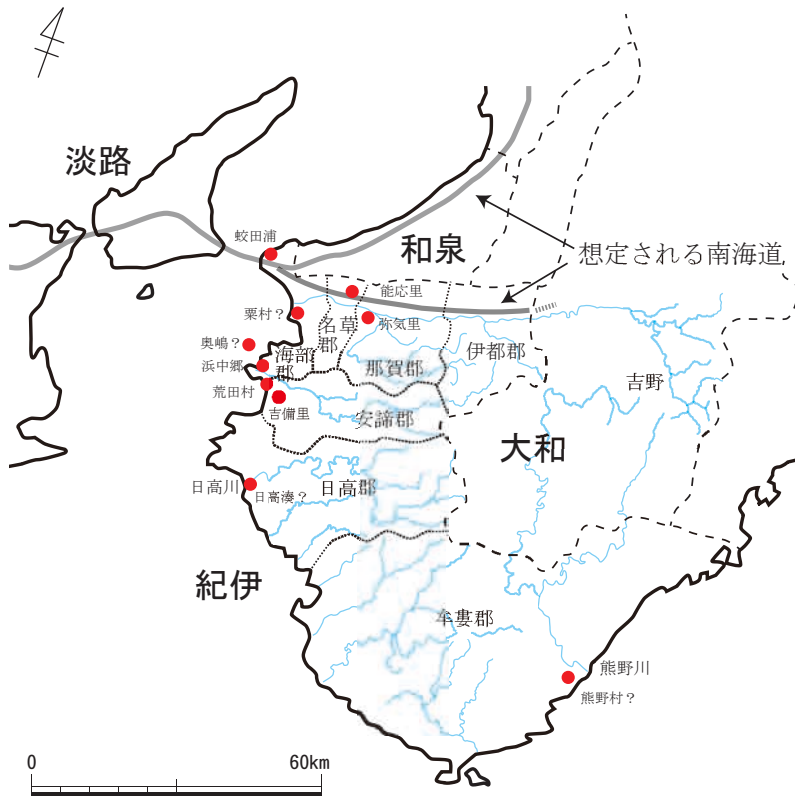 淡路
蛟田浦
和泉
想定される南海道
能応里
粟村？
弥気里
名草郡
奥嶋？
海部郡
浜中郷
那賀郡
伊都郡
荒田村
吉備里
安諦郡
吉野
大和
日高川
日高湊？
日高郡
紀伊
牟婁郡
熊野川
熊野村？
0
60km